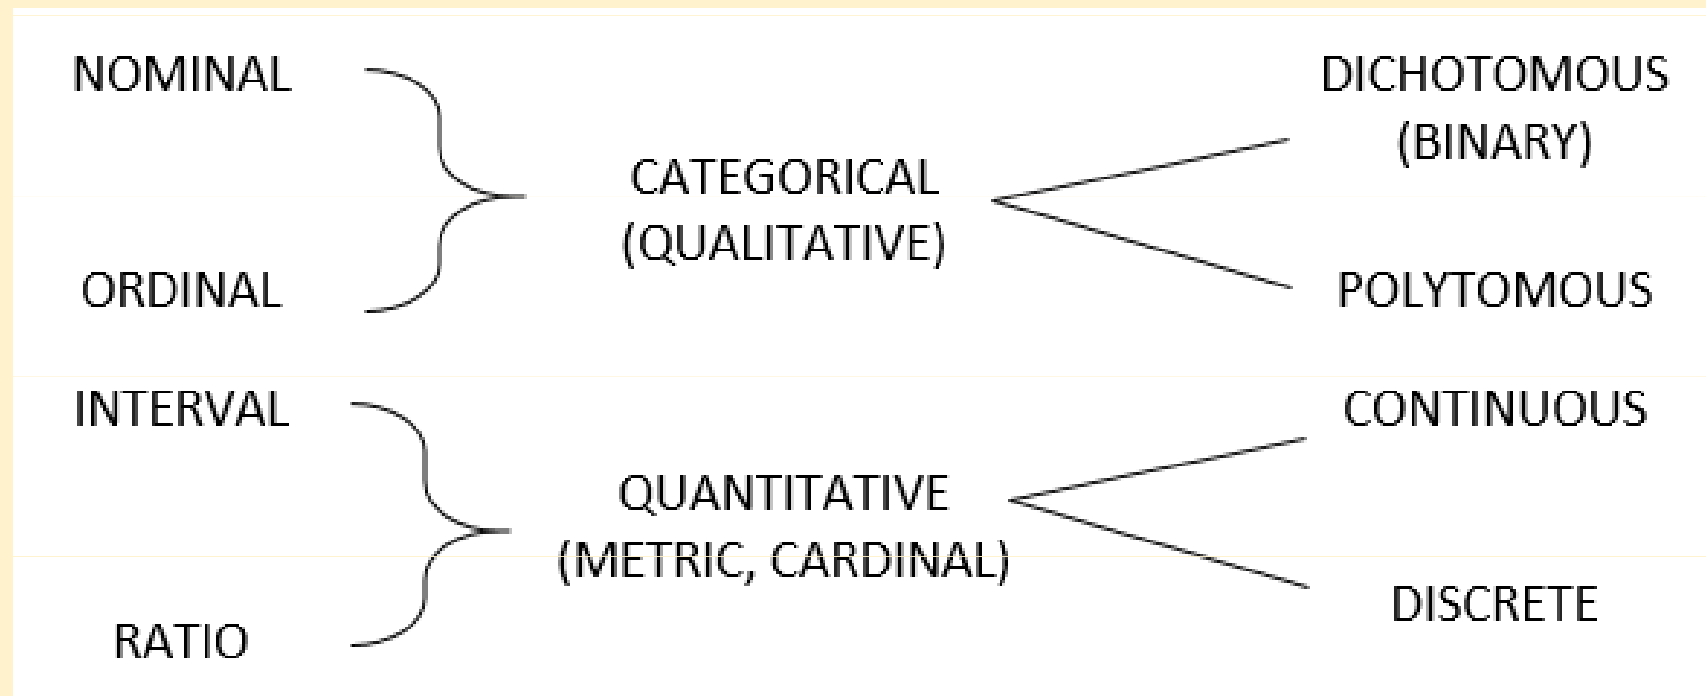 NOMINAL
ORDINAL
CATEGORICAL
(QUALITATIVE)
DICHOTOMOUS
(BINARY)
POLYTOMOUS
INTERVAL
RATIO
QUANTITATIVE
(METRIC, CARDINAL)
CONTINUOUS
DISCRETE